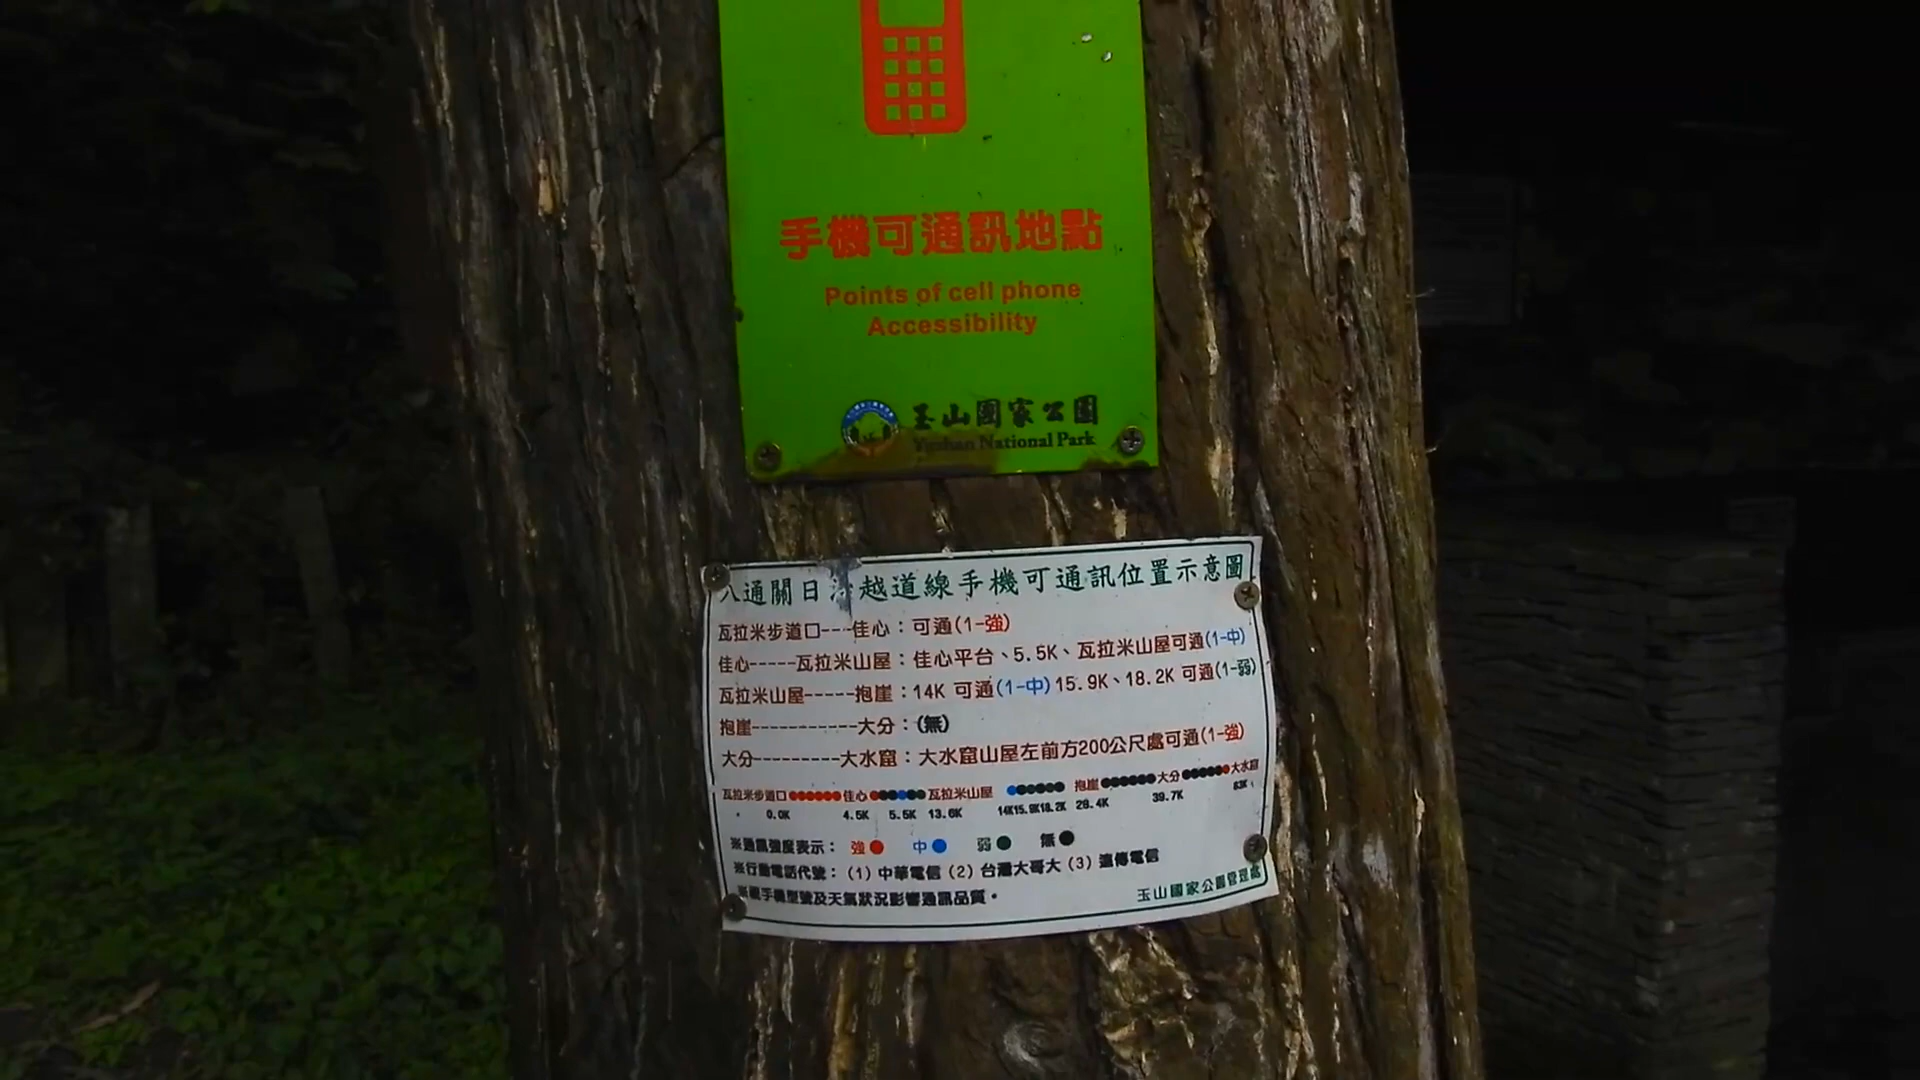 手機可通訊地點
Points of cell phone
Accessibility
玉山國家公園
Yushan National Park
八通關日 越道線手機可通訊位置示意圖
瓦拉米步道口---佳心：可通(1-強)
佳心-----瓦拉米山屋：佳心平台、5.5K、瓦拉米山屋可通(1-中)
瓦拉米山屋-----抱崖：14K 可通(1-中)15.9K、18.2K 可通(1-弱)
抱崖-----------大分：(無)
大分---------大水窟：大水窟山屋左前方200公尺處可通(1-強)
瓦拉米步道口 佳心 瓦拉米山屋 抱崖 大分 大水窟
0.0K 4.5K 5.5K 13.6K 14K 15.9K 18.2K 28.4K 39.7K 63K
※通訊強度表示： 強 中 弱 無
※行動電話代號：(1) 中華電信 (2) 台灣大哥大 (3) 遠傳電信
※視手機型號及天氣狀況影響通訊品質。
玉山國家公園管理處